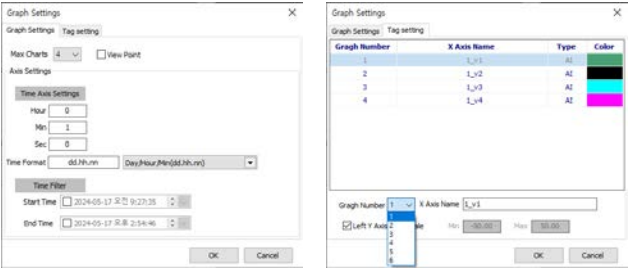 Graph Settings
Graph Settings Tag setting
Max Charts 4 View Point
Axis Settings
Time Axis Settings
Hour 0
Min 1
Sec 0
Time Format dd.hh.nn Day/Hour/Min(dd.hh.nn)
Time Filter
Start Time 2024-05-17 오전 9:27:35
End Time 2024-05-17 오후 2:54:46
OK Cancel
Graph Settings
Graph Settings Tag setting
Gragh Number X Axis Name Type Color
1 1_v1 AI
2 1_v2 AI
3 1_v3 AI
4 1_v4 AI
Gragh Number 1 X Axis Name 1_v1
1
Left Y Axis 2 Min -50.00 Max 50.00
3
4
5
6
OK Cancel